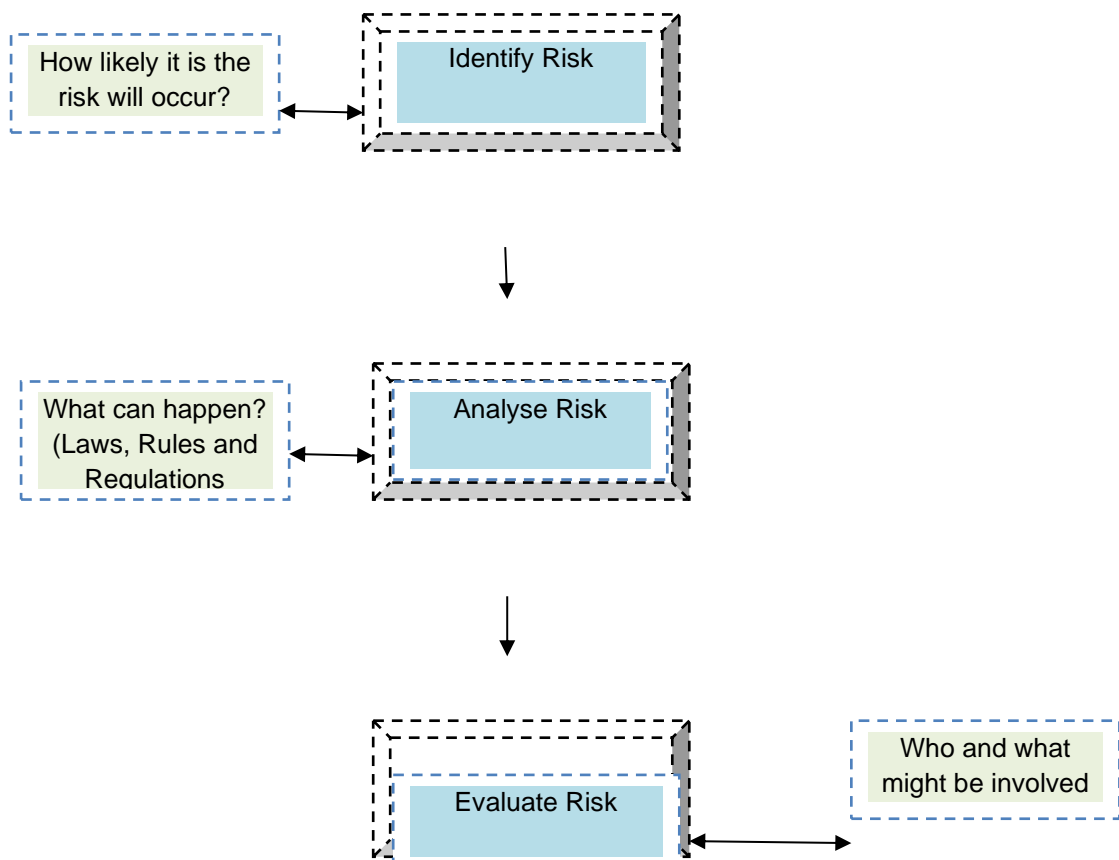 How likely it is the
risk will occur?
Identify Risk
What can happen?
(Laws, Rules and
Regulations
Analyse Risk
Evaluate Risk
Who and what
might be involved